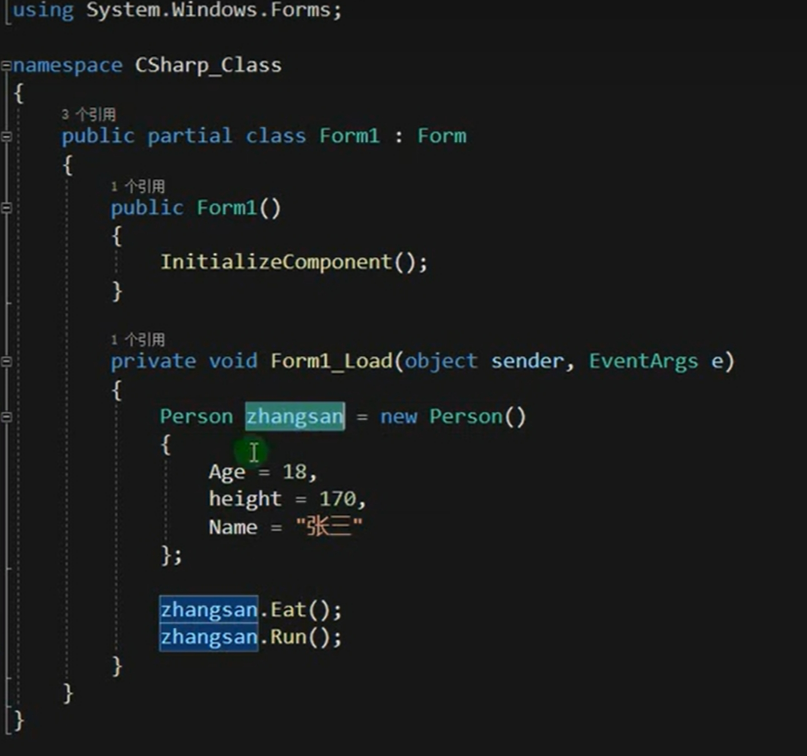 using System.Windows.Forms;
namespace CSharp_Class
{
3 个引用
public partial class Form1 : Form
{
1 个引用
public Form1()
{
InitializeComponent();
}
1 个引用
private void Form1_Load(object sender, EventArgs e)
{
Person zhangsan = new Person()
{
Age = 18,
height = 170,
Name = "张三"
};
zhangsan.Eat();
zhangsan.Run();
}
}
}